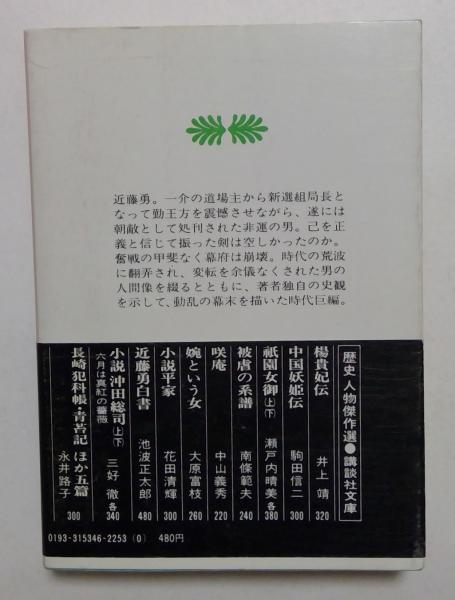 近藤勇。一介の道場主から新選組局長と
なって勤王方を震憾させながら、遂には
朝敵として処刑された非運の男。己を正
義と信じて振った剣は空しかったのか。
奮戦の甲斐なく幕府は崩壊。時代の荒波
に翻弄され、変転を余儀なくされた男の
人間像を綴るとともに、著者独自の史観
を示して、動乱の幕末を描いた時代巨編。
歴史人物傑作選●講談社文庫
楊貴妃伝 井上靖 320
中国妖姫伝 駒田信二 300
祇園女御 上 下 瀬戸内晴美 各380
被虐の系譜 南條範夫 240
咲庵 中山義秀 220
婉という女 大原富枝 260
小説平家 花田清輝 300
近藤勇白書 池波正太郎 480
小説 沖田総司 上 下 三好徹 各340
六月は真紅の薔薇
長崎犯科帳・青苔記 ほか五篇 永井路子 300
0193-315346-2253 (0) 480円